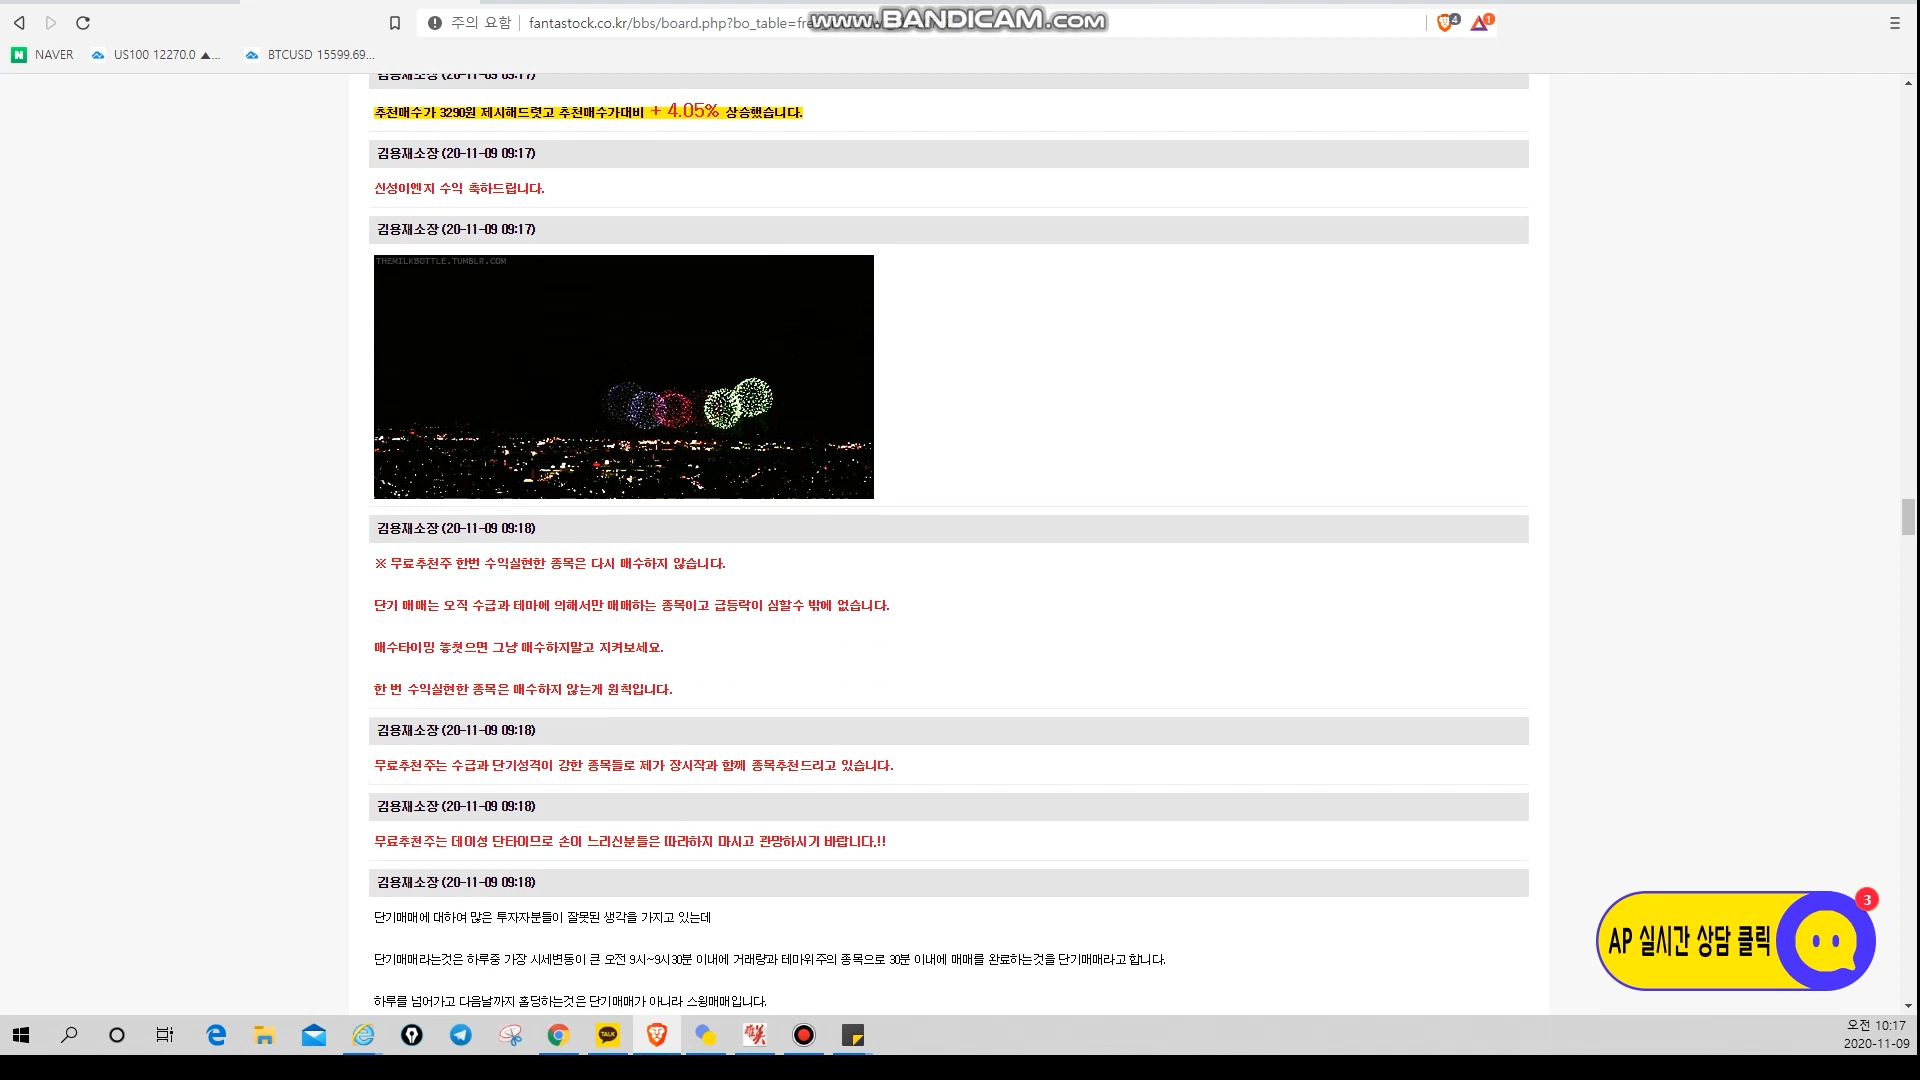 www.BANDICAM.com
주의 요함
fantastock.co.kr/bbs/board.php?bo_table=fre
4
1
NAVER
US100 12270.0 ▲...
BTCUSD 15599.69...
김용재소장 (20-11-09 09:17)
추천매수가 3290원 제시해드렷고 추천매수가대비 + 4.05% 상승했습니다.
김용재소장 (20-11-09 09:17)
신성이엔지 수익 축하드립니다.
김용재소장 (20-11-09 09:17)
THEMILKBOTTLE.TUMBLR.COM
김용재소장 (20-11-09 09:18)
※ 무료추천주 한번 수익실현한 종목은 다시 매수하지 않습니다.
단기 매매는 오직 수급과 테마에 의해서만 매매하는 종목이고 급등락이 심할수 밖에 없습니다.
매수타이밍 놓쳣으면 그냥 매수하지말고 지켜보세요.
한 번 수익실현한 종목은 매수하지 않는게 원칙입니다.
김용재소장 (20-11-09 09:18)
무료추천주는 수급과 단기성격이 강한 종목들로 제가 장시작과 함께 종목추천드리고 있습니다.
김용재소장 (20-11-09 09:18)
무료추천주는 데이성 단타이므로 손이 느리신분들은 따라하지 마시고 관망하시기 바랍니다.!!
김용재소장 (20-11-09 09:18)
단기매매에 대하여 많은 투자자분들이 잘못된 생각을 가지고 있는데
단기매매라는것은 하루중 가장 시세변동이 큰 오전 9시~9시30분 이내에 거래량과 테마위주의 종목으로 30분 이내에 매매를 완료하는것을 단기매매라고 합니다.
하루를 넘어가고 다음날까지 홀딩하는것은 단기매매가 아니라 스윙매매입니다.
AP 실시간 상담 클릭
3
TALK
오전 10:17
2020-11-09